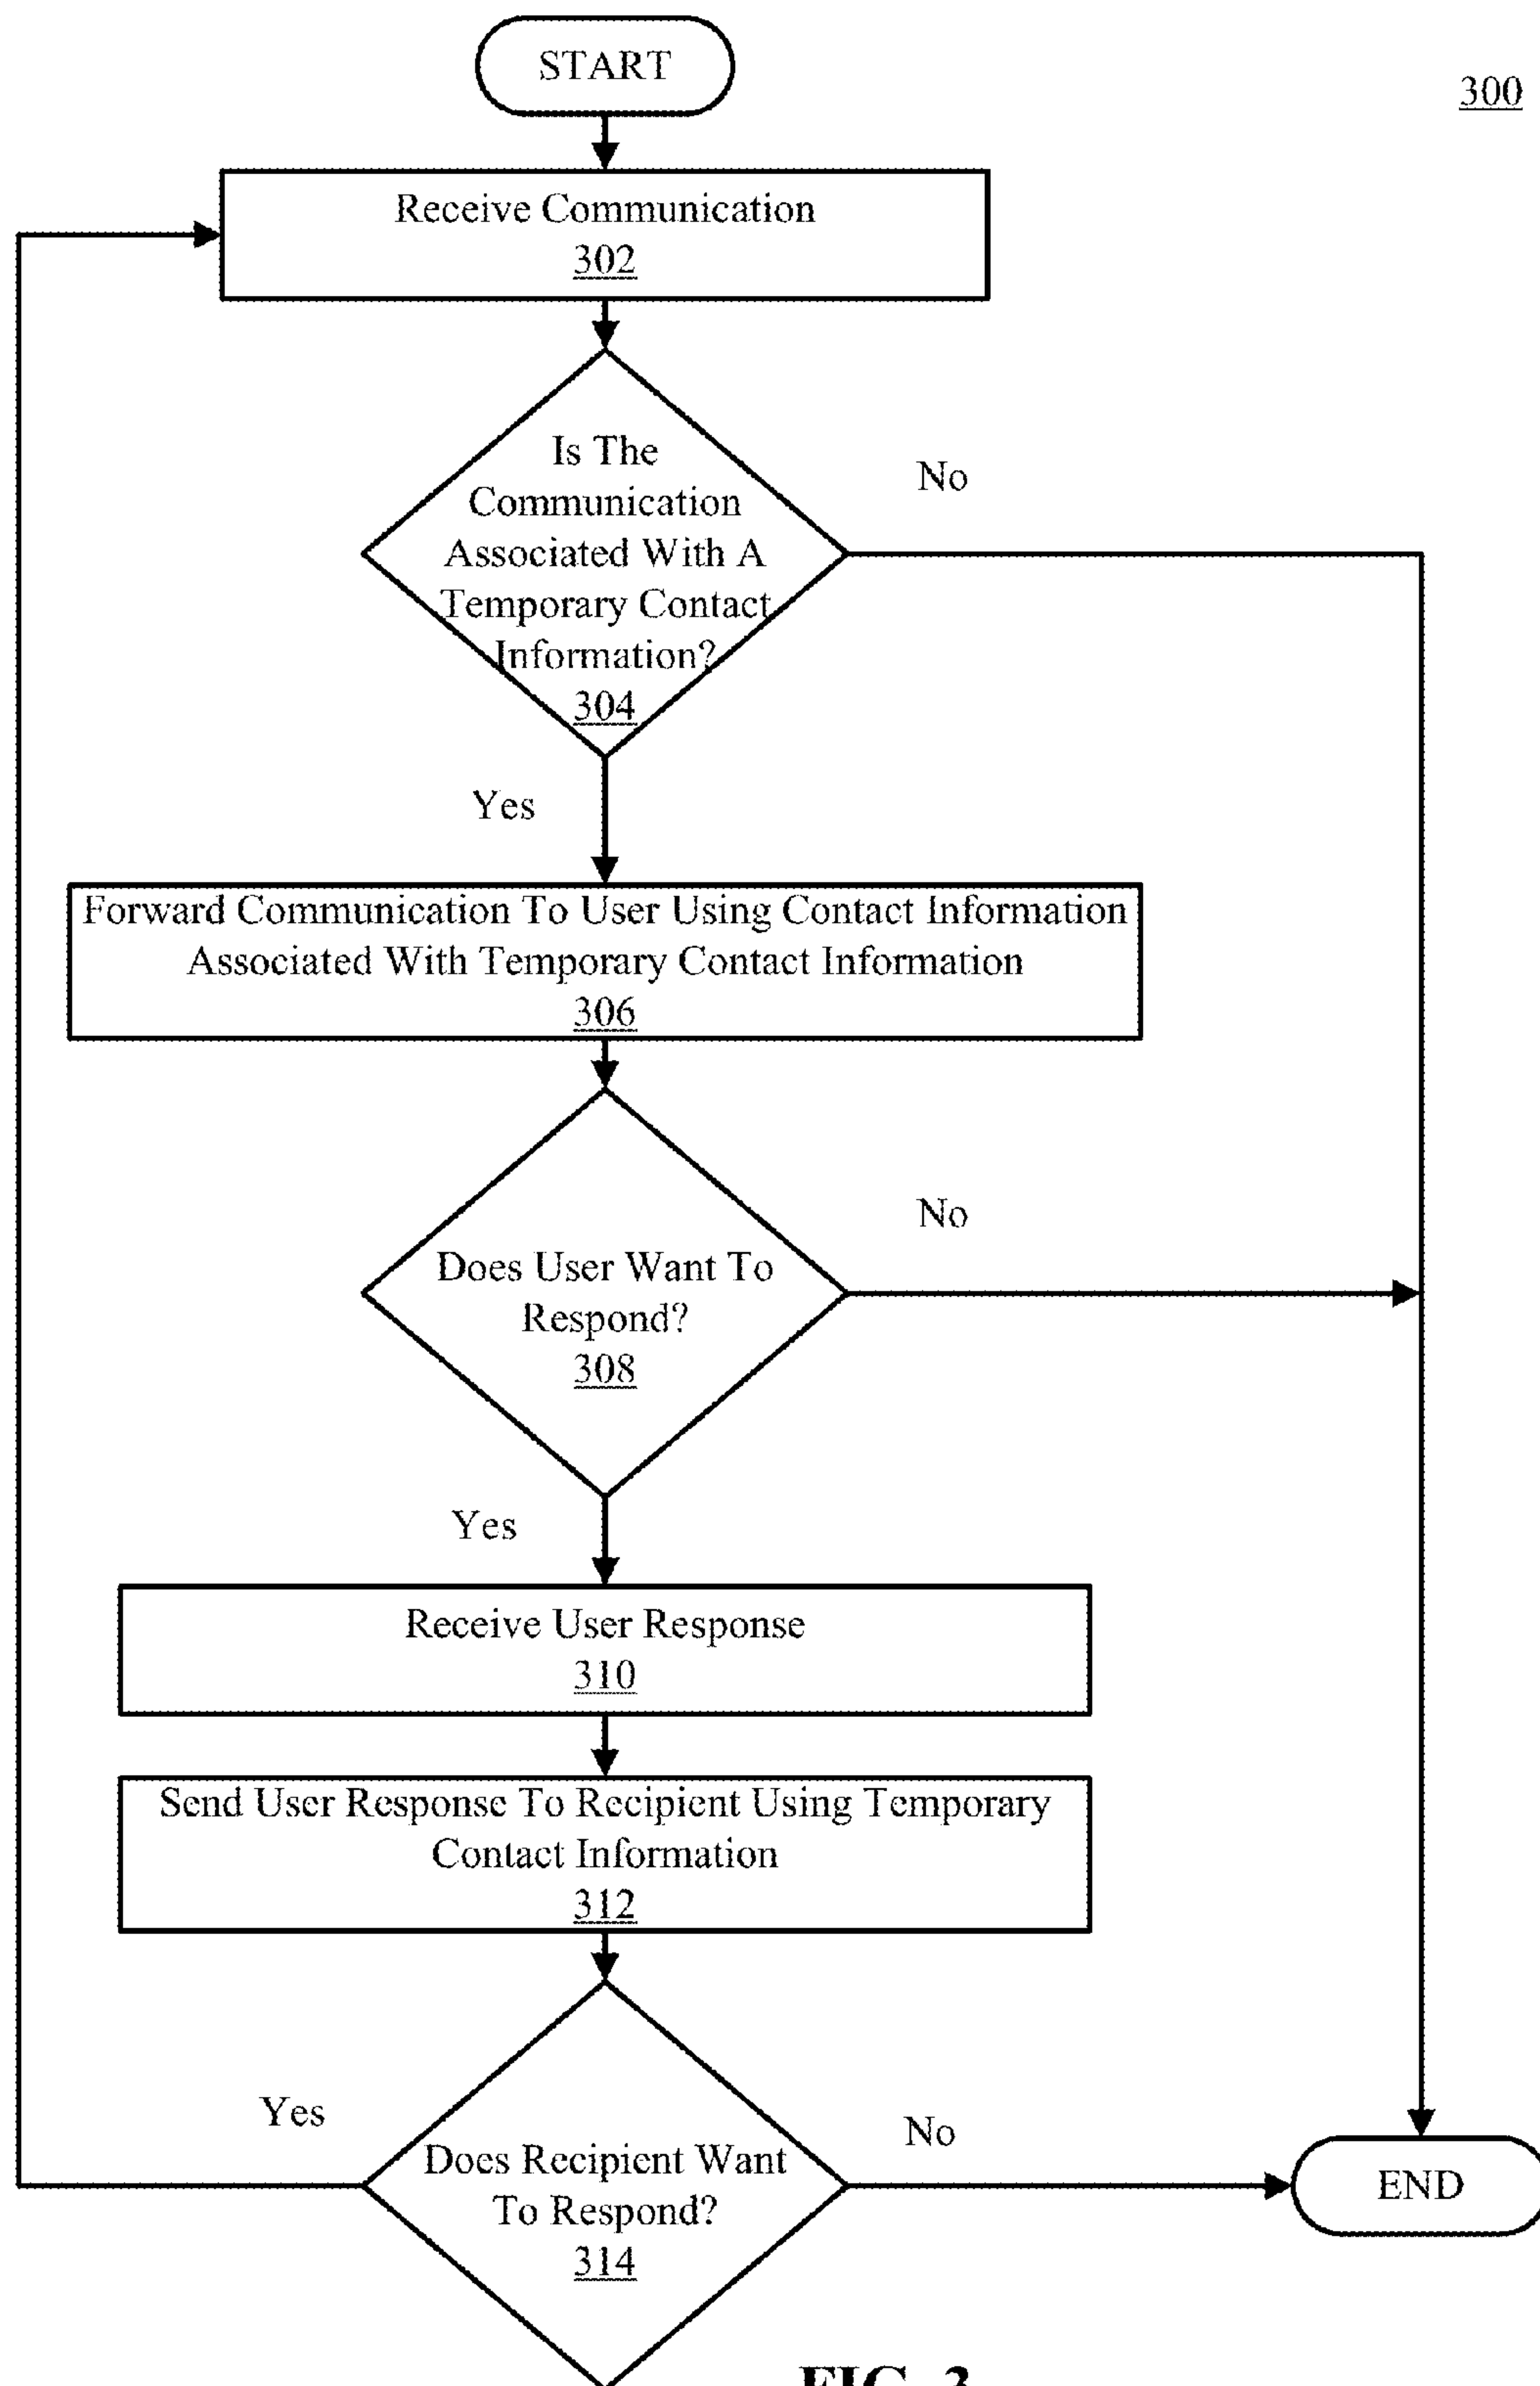 START
300
Receive Communication
302
Is The
Communication
Associated With A
Temporary Contact
Information?
304
No
Yes
Forward Communication To User Using Contact Information
Associated With Temporary Contact Information
306
Does User Want To
Respond?
308
No
Yes
Receive User Response
310
Send User Response To Recipient Using Temporary
Contact Information
312
Yes
Does Recipient Want
To Respond?
314
No
END
FIG. 3